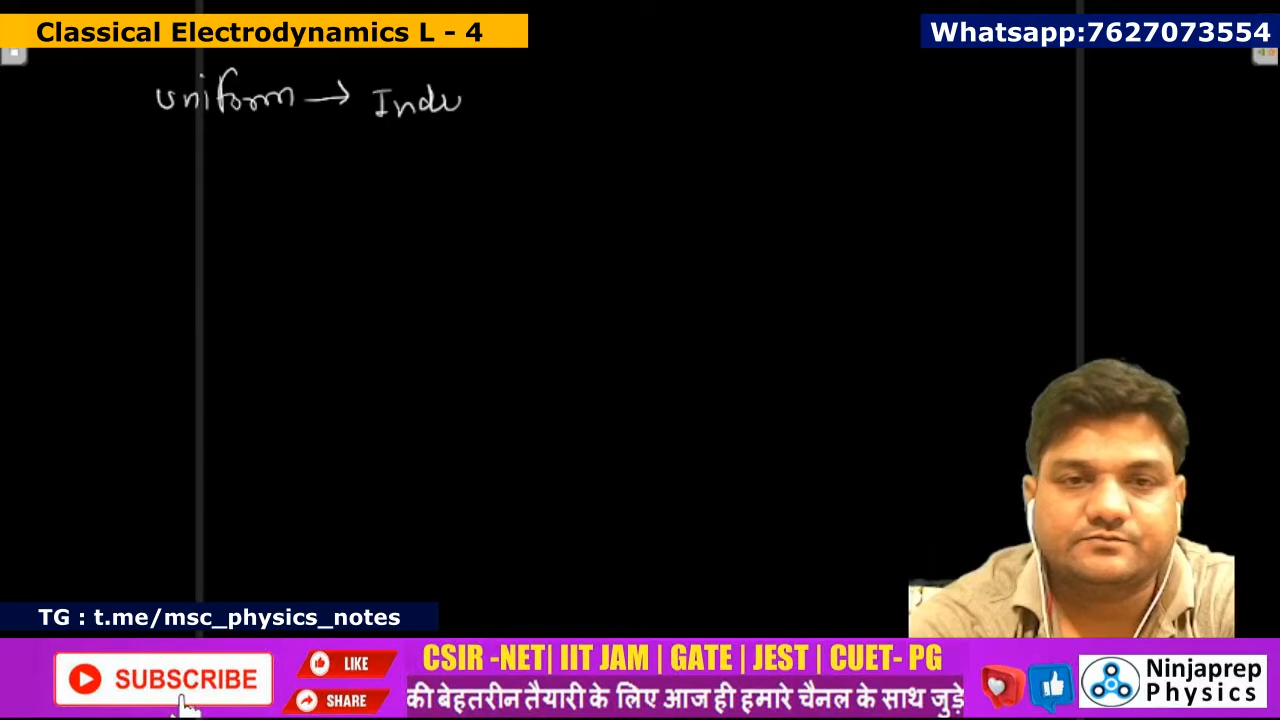 Classical Electrodynamics L - 4
Whatsapp:7627073554
uniform → Indu
TG : t.me/msc_physics_notes
SUBSCRIBE
LIKE
SHARE
CSIR -NET| IIT JAM | GATE | JEST | CUET- PG
की बेहतरीन तैयारी के लिए आज ही हमारे चैनल के साथ जुड़े
Ninjaprep
Physics